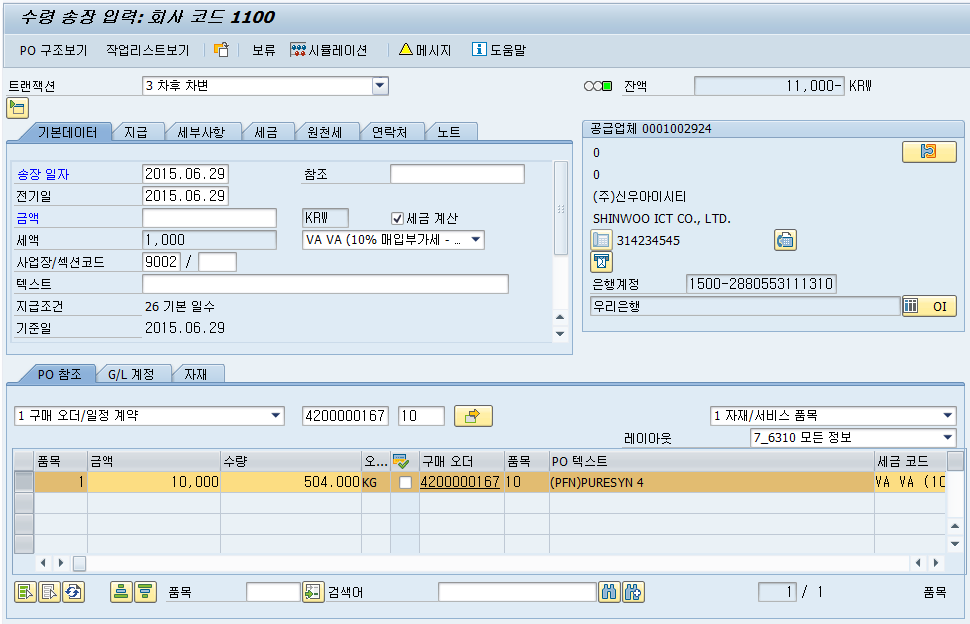 수령 송장 입력: 회사 코드 1100
PO 구조보기 작업리스트보기 보류 시뮬레이션 메시지 도움말
트랜잭션 3 차후 차변 잔액 11,000- KRW
기본데이터 지급 세부사항 세금 원천세 연락처 노트
송장 일자 2015.06.29 참조
전기일 2015.06.29
금액 KRW 세금 계산
세액 1,000 VA VA (10% 매입부가세 - ...
사업장/섹션코드 9002 /
텍스트
지급조건 26 기본 일수
기준일 2015.06.29
공급업체 0001002924
0
0
(주)신우아이시티
SHINWOO ICT CO., LTD.
314234545
은행계정 1500-2880553111310
우리은행 OI
PO 참조 G/L 계정 자재
1 구매 오더/일정 계약 4200000167 10 1 자재/서비스 품목
레이아웃 7_6310 모든 정보
품목 금액 수량 오... 구매 오더 품목 PO 텍스트 세금 코드
1 10,000 504.000 KG 4200000167 10 (PFN)PURESYN 4 VA VA (10
품목 검색어 1 / 1 품목